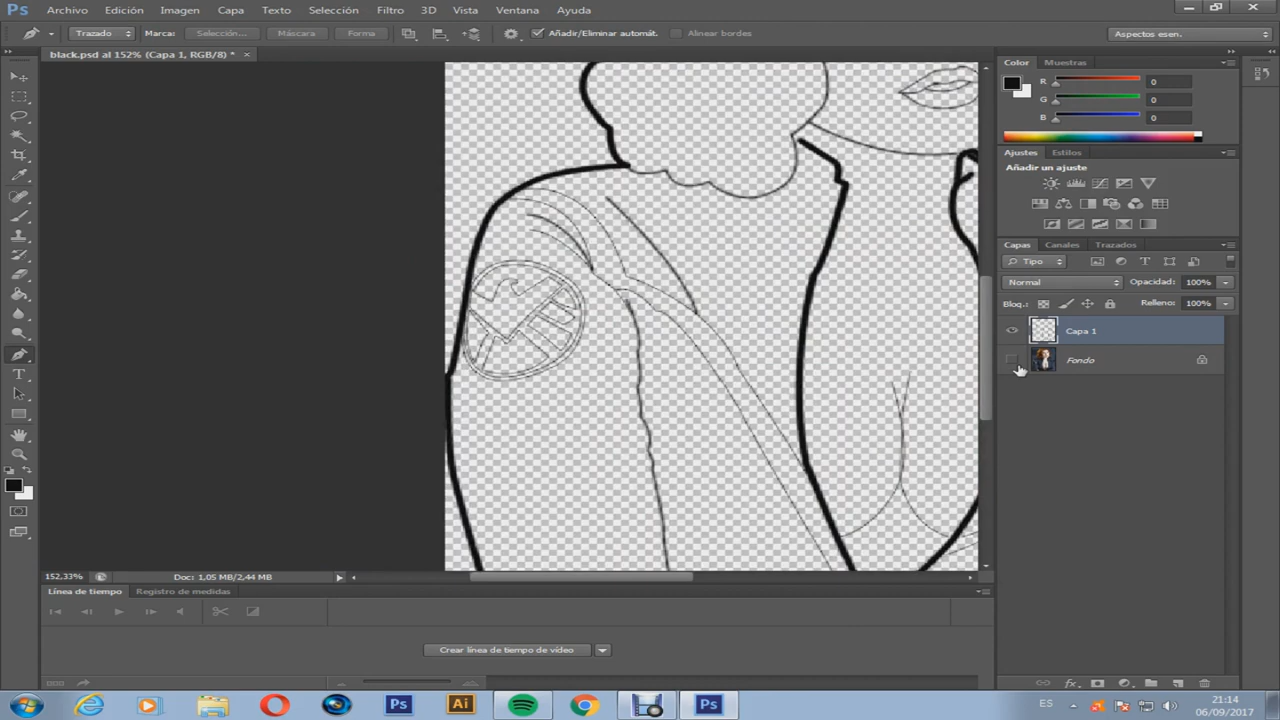 Ps Archivo Edición Imagen Capa Texto Selección Filtro 3D Vista Ventana Ayuda
Trazado Marca: Selección... Máscara Forma Añadir/Eliminar automát. Alinear bordes Aspectos esen.
black.psd al 152% (Capa 1, RGB/8) * ×
Color Muestras
R 0
G 0
B 0
Ajustes Estilos
Añadir un ajuste
Capas Canales Trazados
Tipo
Normal Opacidad: 100%
Bloq.: Relleno: 100%
Capa 1
Fondo
152,33% Doc: 1,05 MB/2,44 MB
Línea de tiempo Registro de medidas
Crear línea de tiempo de vídeo
Ps Ai Ps ES 21:14
06/09/2017